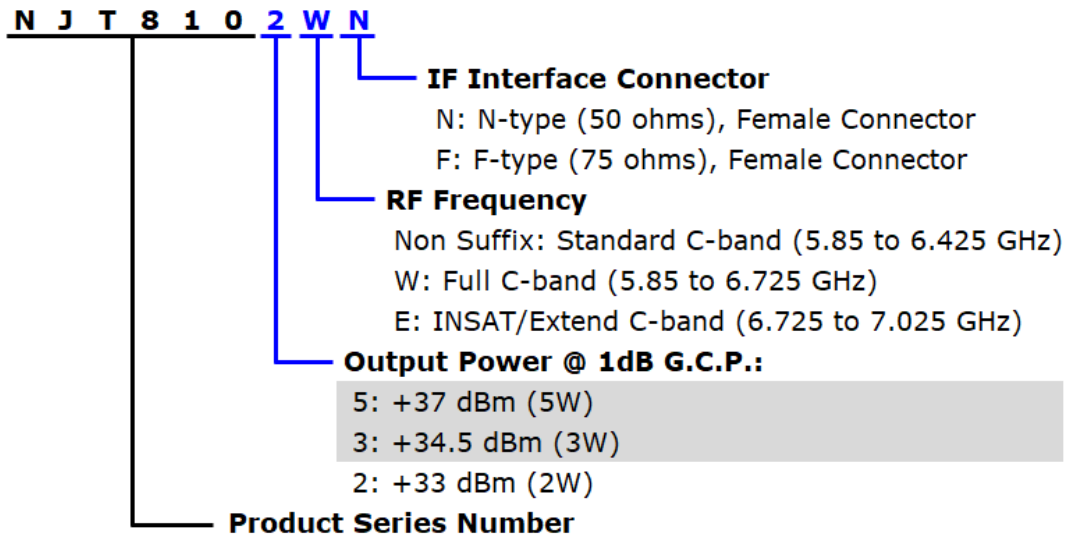 N J T 8 1 0 2 W N
IF Interface Connector
N: N-type (50 ohms), Female Connector
F: F-type (75 ohms), Female Connector
RF Frequency
Non Suffix: Standard C-band (5.85 to 6.425 GHz)
W: Full C-band (5.85 to 6.725 GHz)
E: INSAT/Extend C-band (6.725 to 7.025 GHz)
Output Power @ 1dB G.C.P.:
5: +37 dBm (5W)
3: +34.5 dBm (3W)
2: +33 dBm (2W)
Product Series Number